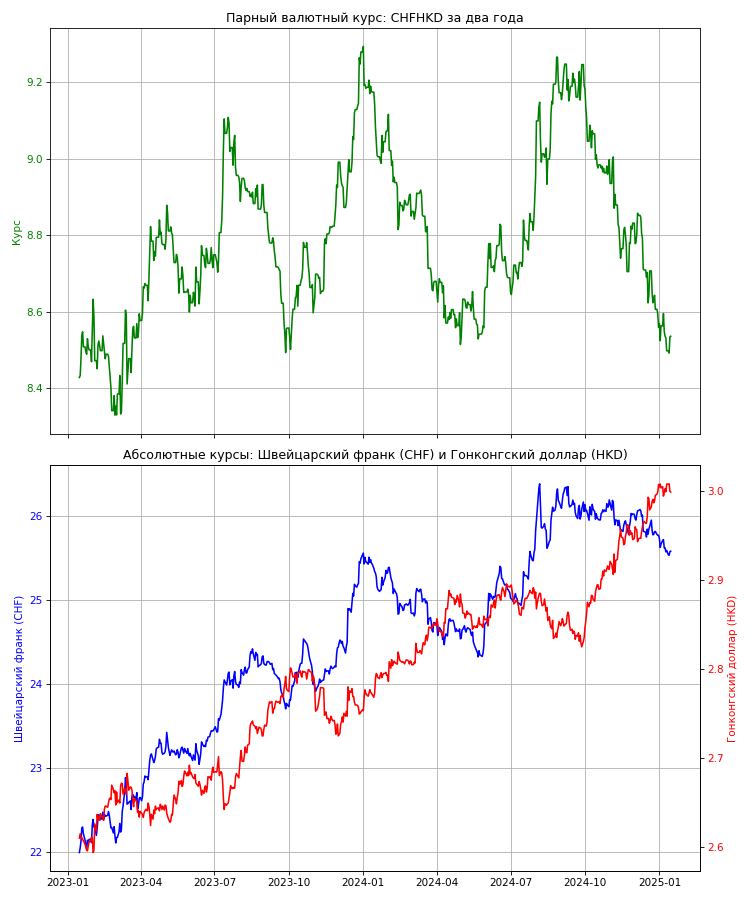 Парный валютный курс: CHFHKD за два года
9.2
9.0
8.8
8.6
8.4
Курс
Абсолютные курсы: Швейцарский франк (CHF) и Гонконгский доллар (HKD)
26
25
24
23
22
Швейцарский франк (CHF)
3.0
2.9
2.8
2.7
2.6
Гонконгский доллар (HKD)
2023-01 2023-04 2023-07 2023-10 2024-01 2024-04 2024-07 2024-10 2025-01